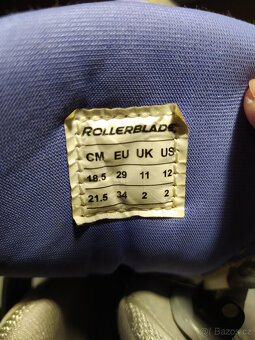 ROLLERBLADE
CM EU UK US
18.5 29 11 12
21.5 34 2 2
Bazos.cz